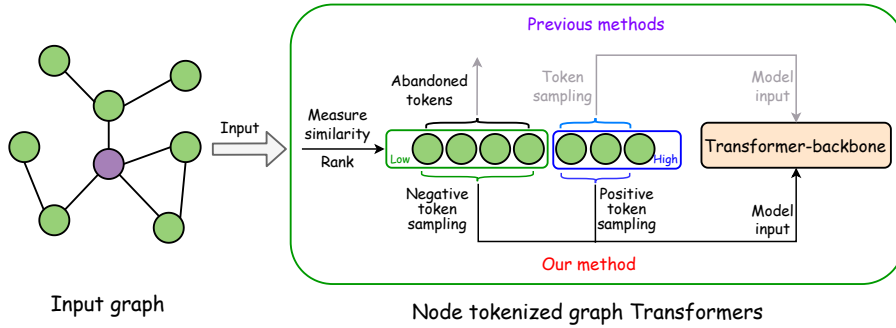 Previous methods
Abandoned
tokens
Token
sampling
Model
input
Input
Measure
similarity
Rank
Low
High
Transformer-backbone
Negative
token
sampling
Positive
token
sampling
Model
input
Our method
Input graph
Node tokenized graph Transformers